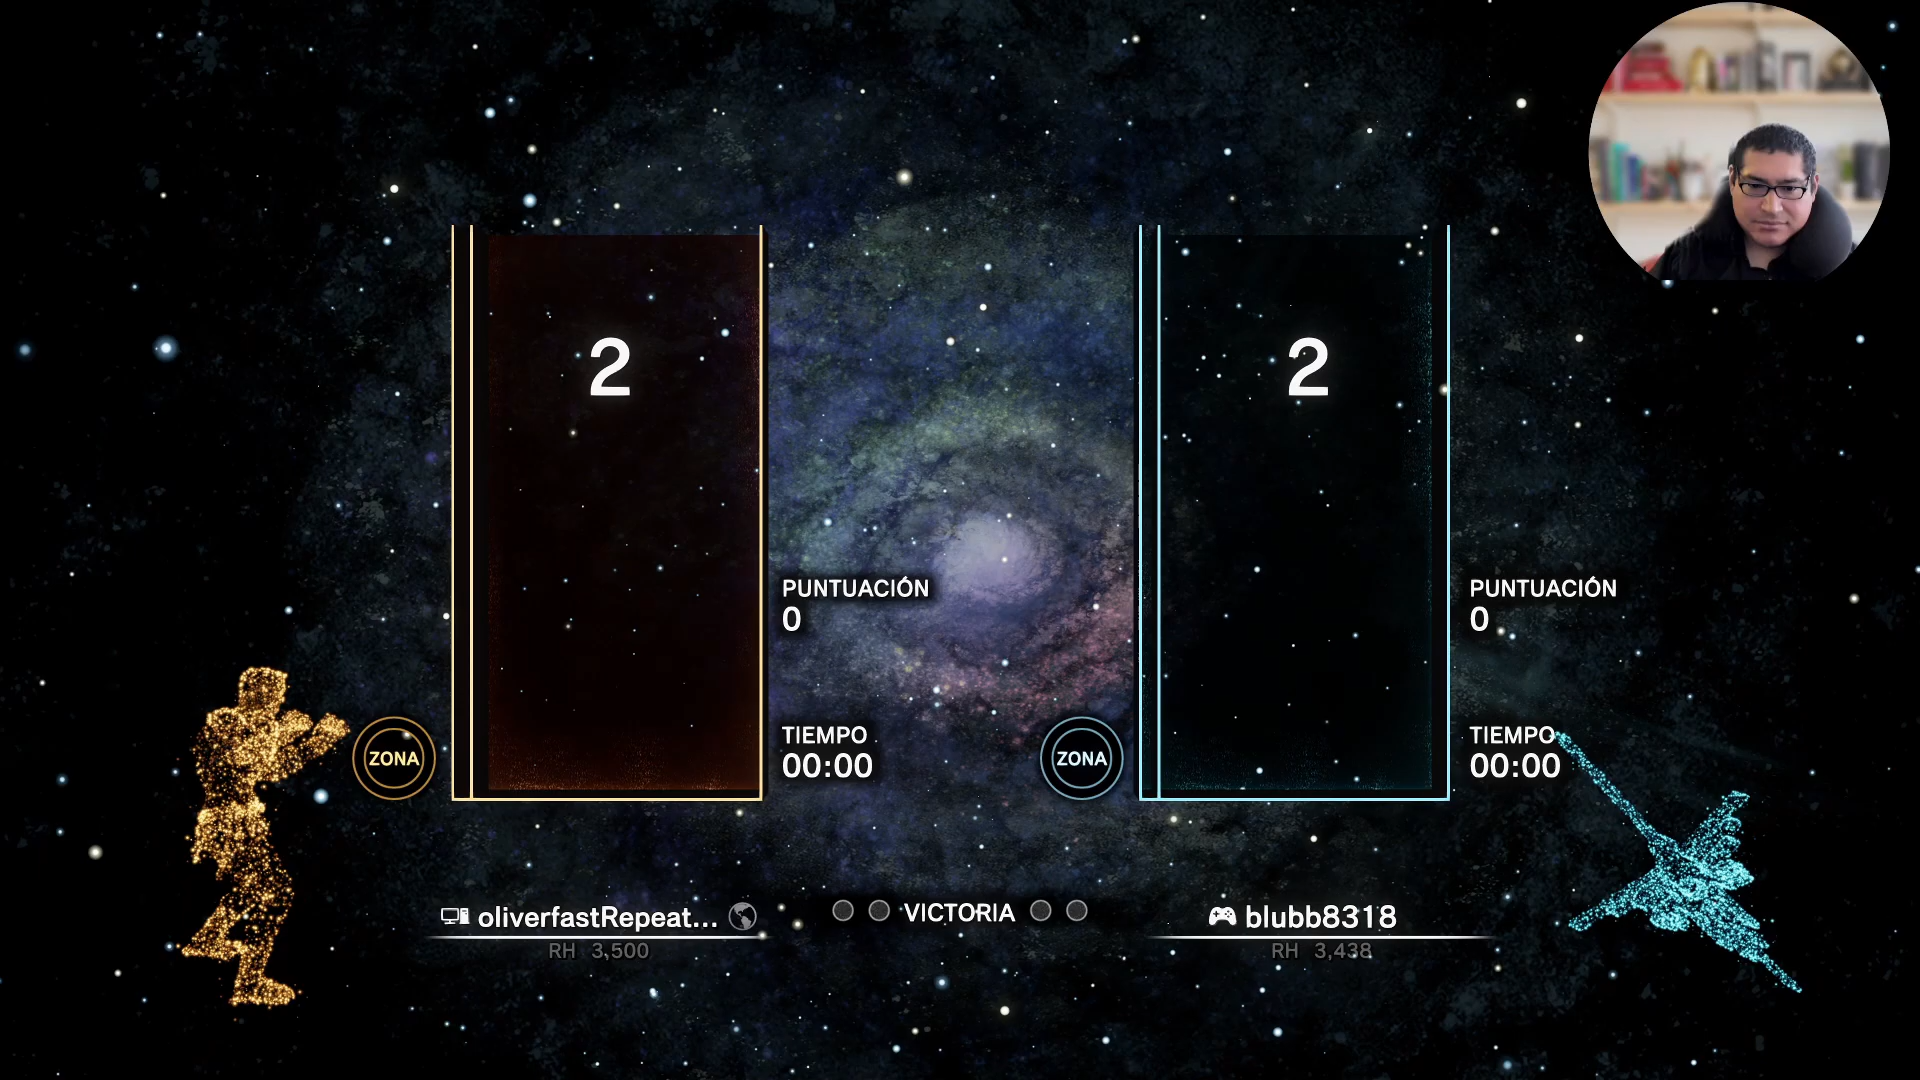 2
2
PUNTUACIÓN
0
PUNTUACIÓN
0
TIEMPO
00:00
TIEMPO
00:00
ZONA
ZONA
oliverfastRepeat...
VICTORIA
blubb8318
RH 3,500
RH 3,438